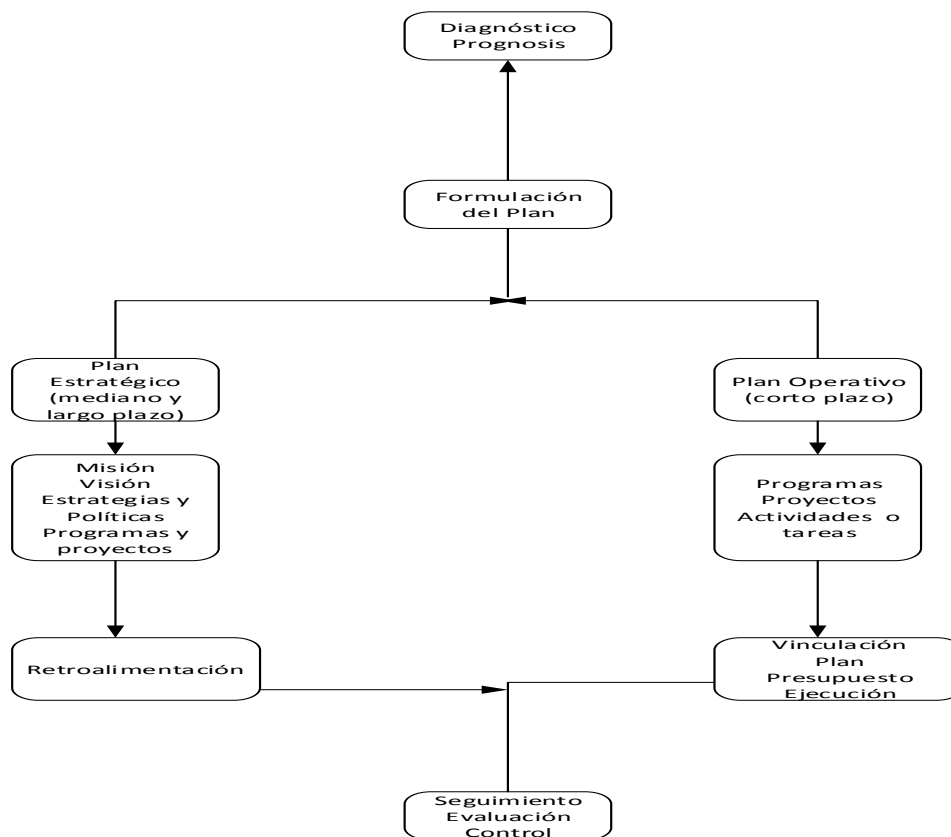 Diagnóstico
Prognosis
Formulación
del Plan
Plan
Estratégico
(mediano y
largo plazo)
Plan Operativo
(corto plazo)
Misión
Visión
Estrategias y
Políticas
Programas y
proyectos
Programas
Proyectos
Actividades o
tareas
Retroalimentación
Vinculación
Plan
Presupuesto
Ejecución
Seguimiento
Evaluación
Control